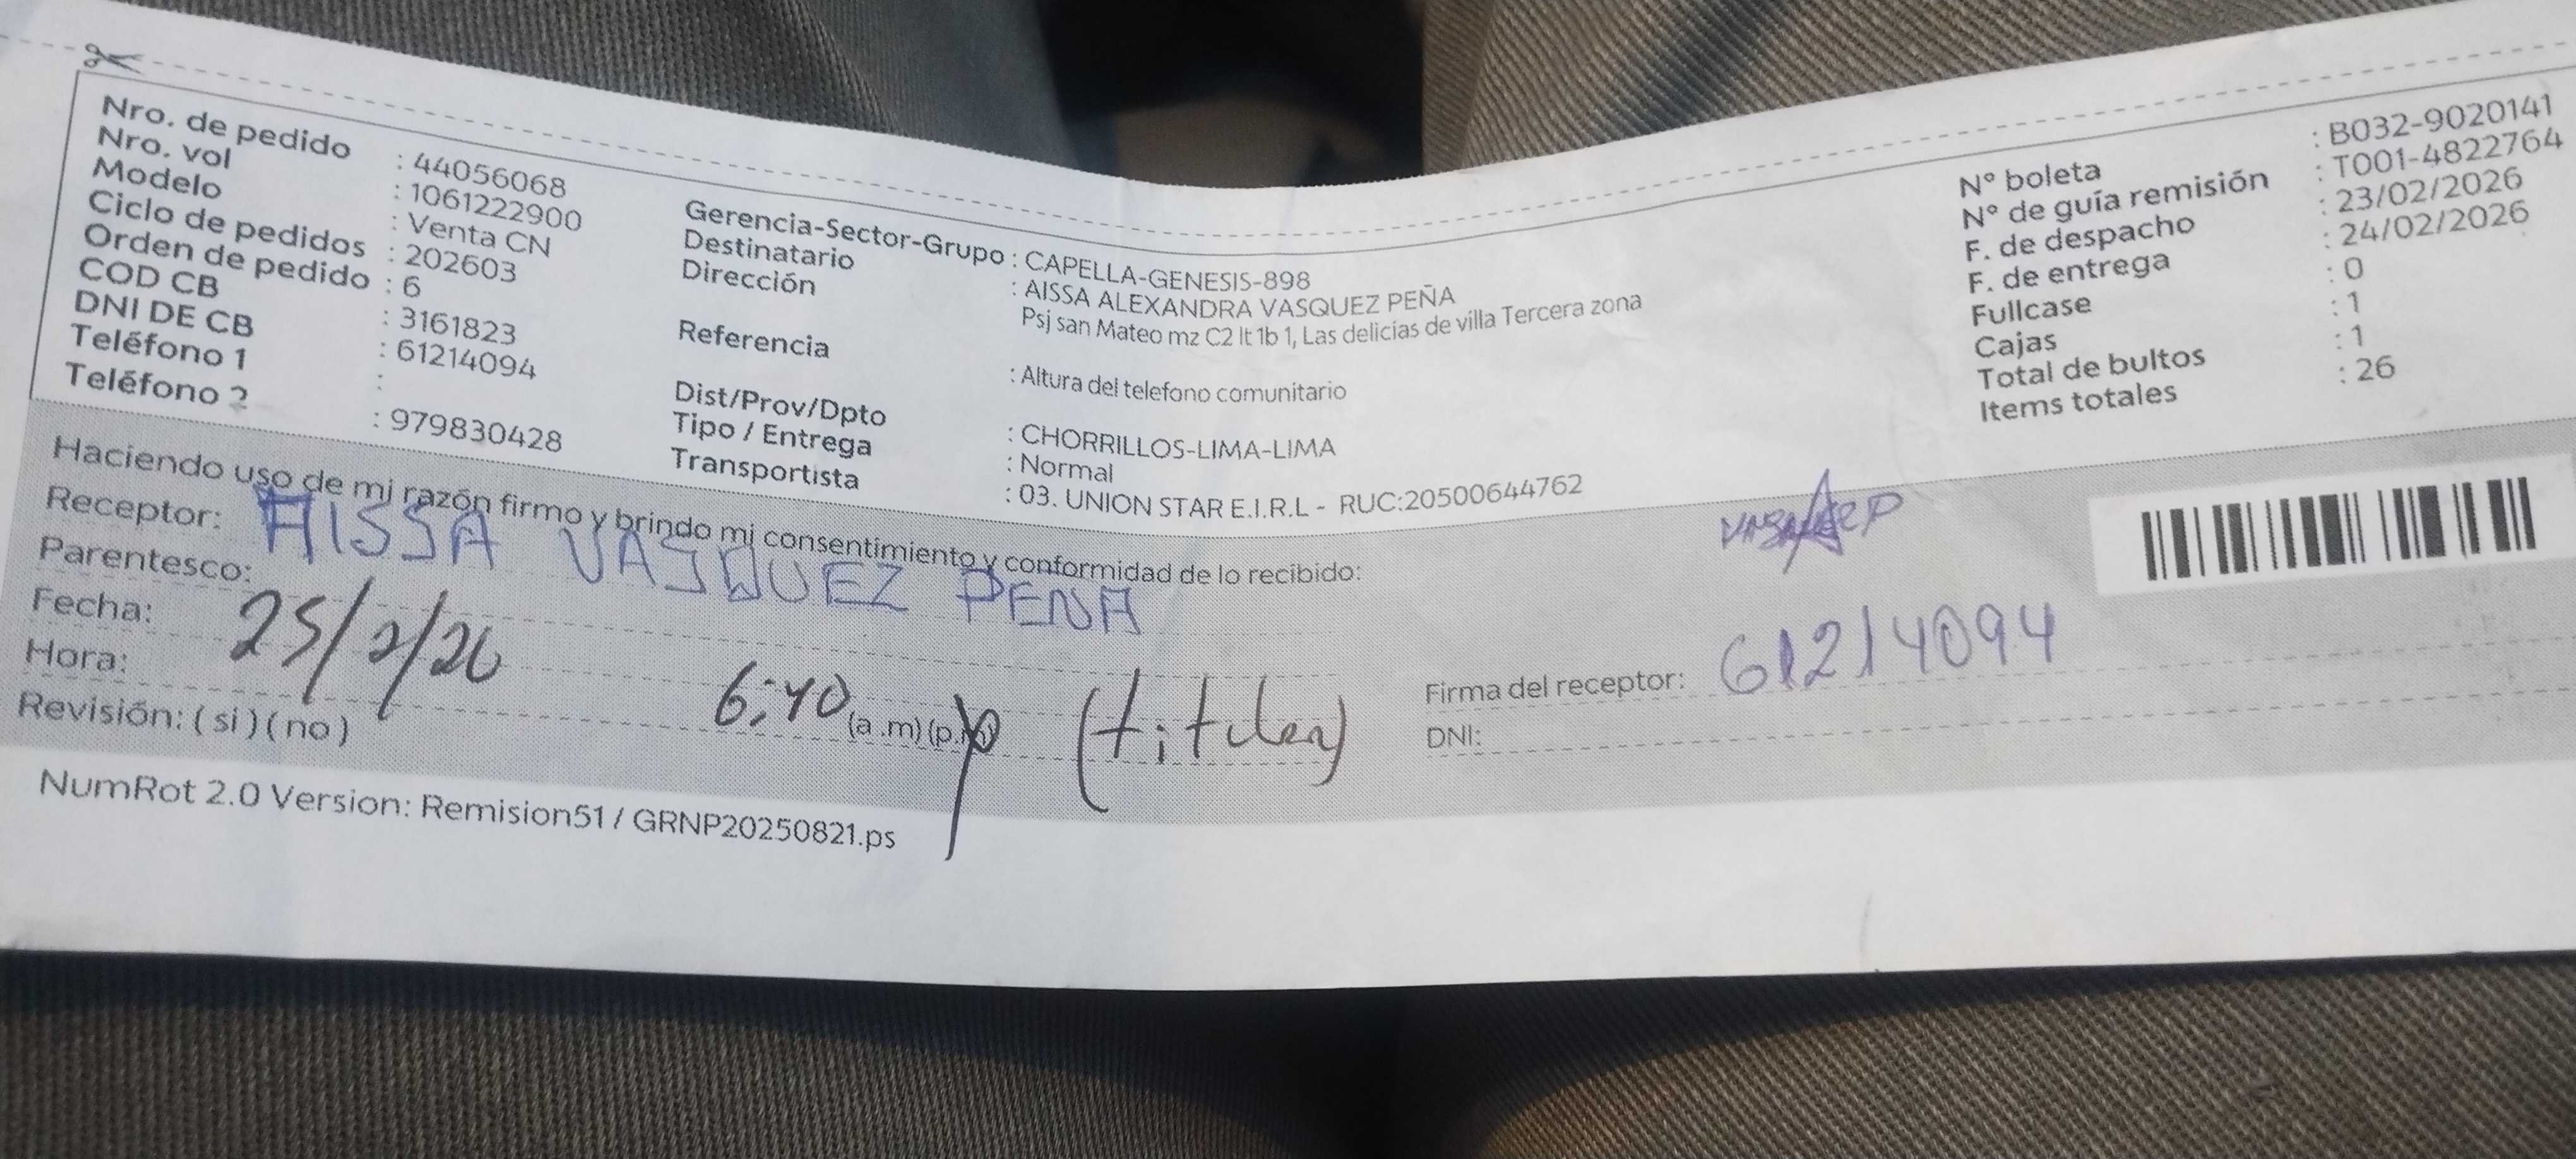 Nro. de pedido : 44056068
Nro. vol : 1061222900
Modelo : Venta CN
Ciclo de pedidos : 202603
Orden de pedido : 6
COD CB : 3161823
DNI DE CB : 61214094
Teléfono 1 :
Teléfono 2 : 979830428
Gerencia-Sector-Grupo : CAPELLA-GENESIS-898
Destinatario : AISSA ALEXANDRA VASQUEZ PEÑA
Dirección Psj san Mateo mz C2 lt 1b 1, Las delicias de villa Tercera zona
Referencia : Altura del telefono comunitario
Dist/Prov/Dpto : CHORRILLOS-LIMA-LIMA
Tipo / Entrega : Normal
Transportista : 03. UNION STAR E.I.R.L - RUC:20500644762
N° boleta : B032-9020141
N° de guía remisión : T001-4822764
F. de despacho : 23/02/2026
F. de entrega : 24/02/2026
Fullcase : 0
Cajas : 1
Total de bultos : 1
Items totales : 26
Haciendo uso de mi razón firmo y brindo mi consentimiento y conformidad de lo recibido:
Receptor: AISSA VASQUEZ PEÑA
Parentesco:
Fecha: 25/2/26
Hora: 6:40 (a.m) (p.m)
(titular)
Revisión: ( si ) ( no )
Firma del receptor: 61214094
DNI:
NumRot 2.0 Version: Remision51 / GRNP20250821.ps